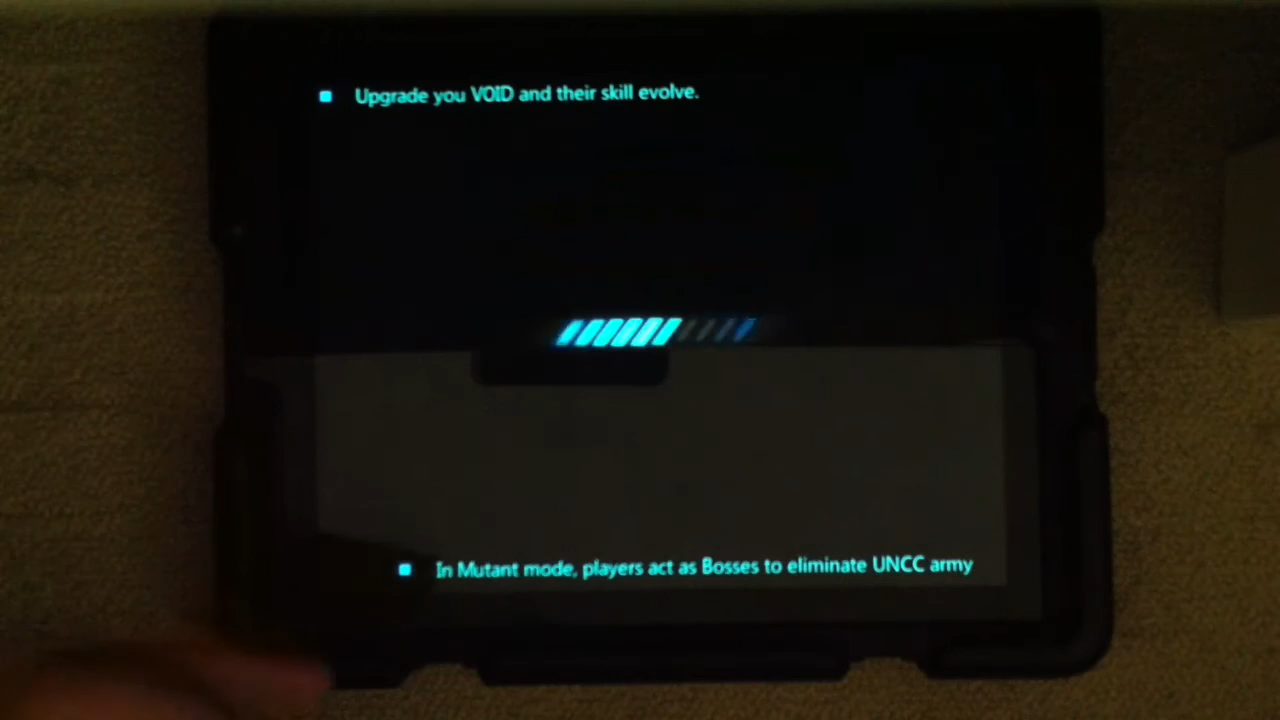 Upgrade you VOID and their skill evolve.
In Mutant mode, players act as Bosses to eliminate UNCC army